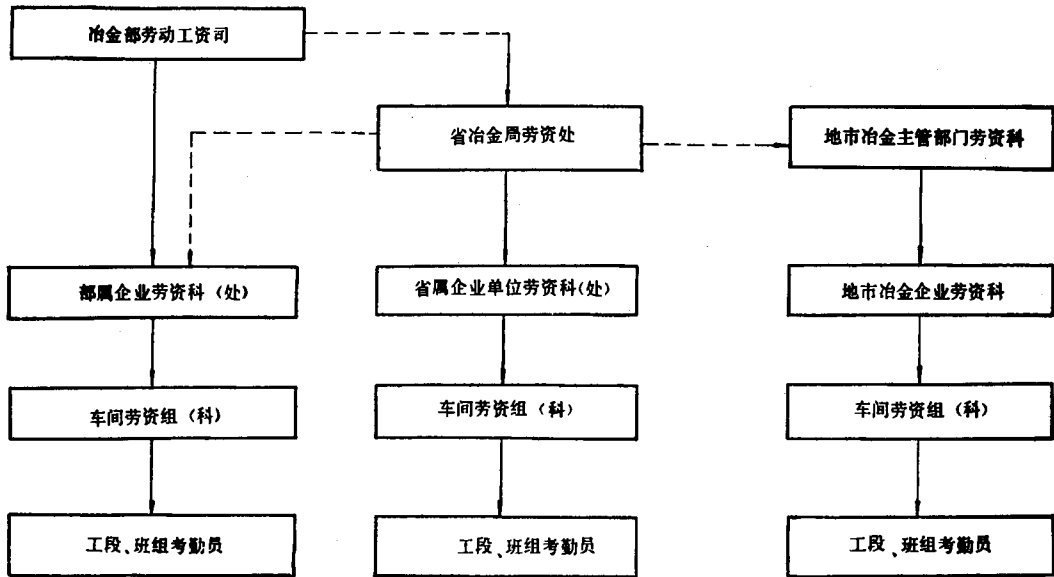 冶金部劳动工资司
省冶金局劳资处
地市冶金主管部门劳资科
部属企业劳资科（处）
省属企业单位劳资科(处)
地市冶金企业劳资科
车间劳资组（科）
车间劳资组（科）
车间劳资组（科）
工段、班组考勤员
工段、班组考勤员
工段、班组考勤员